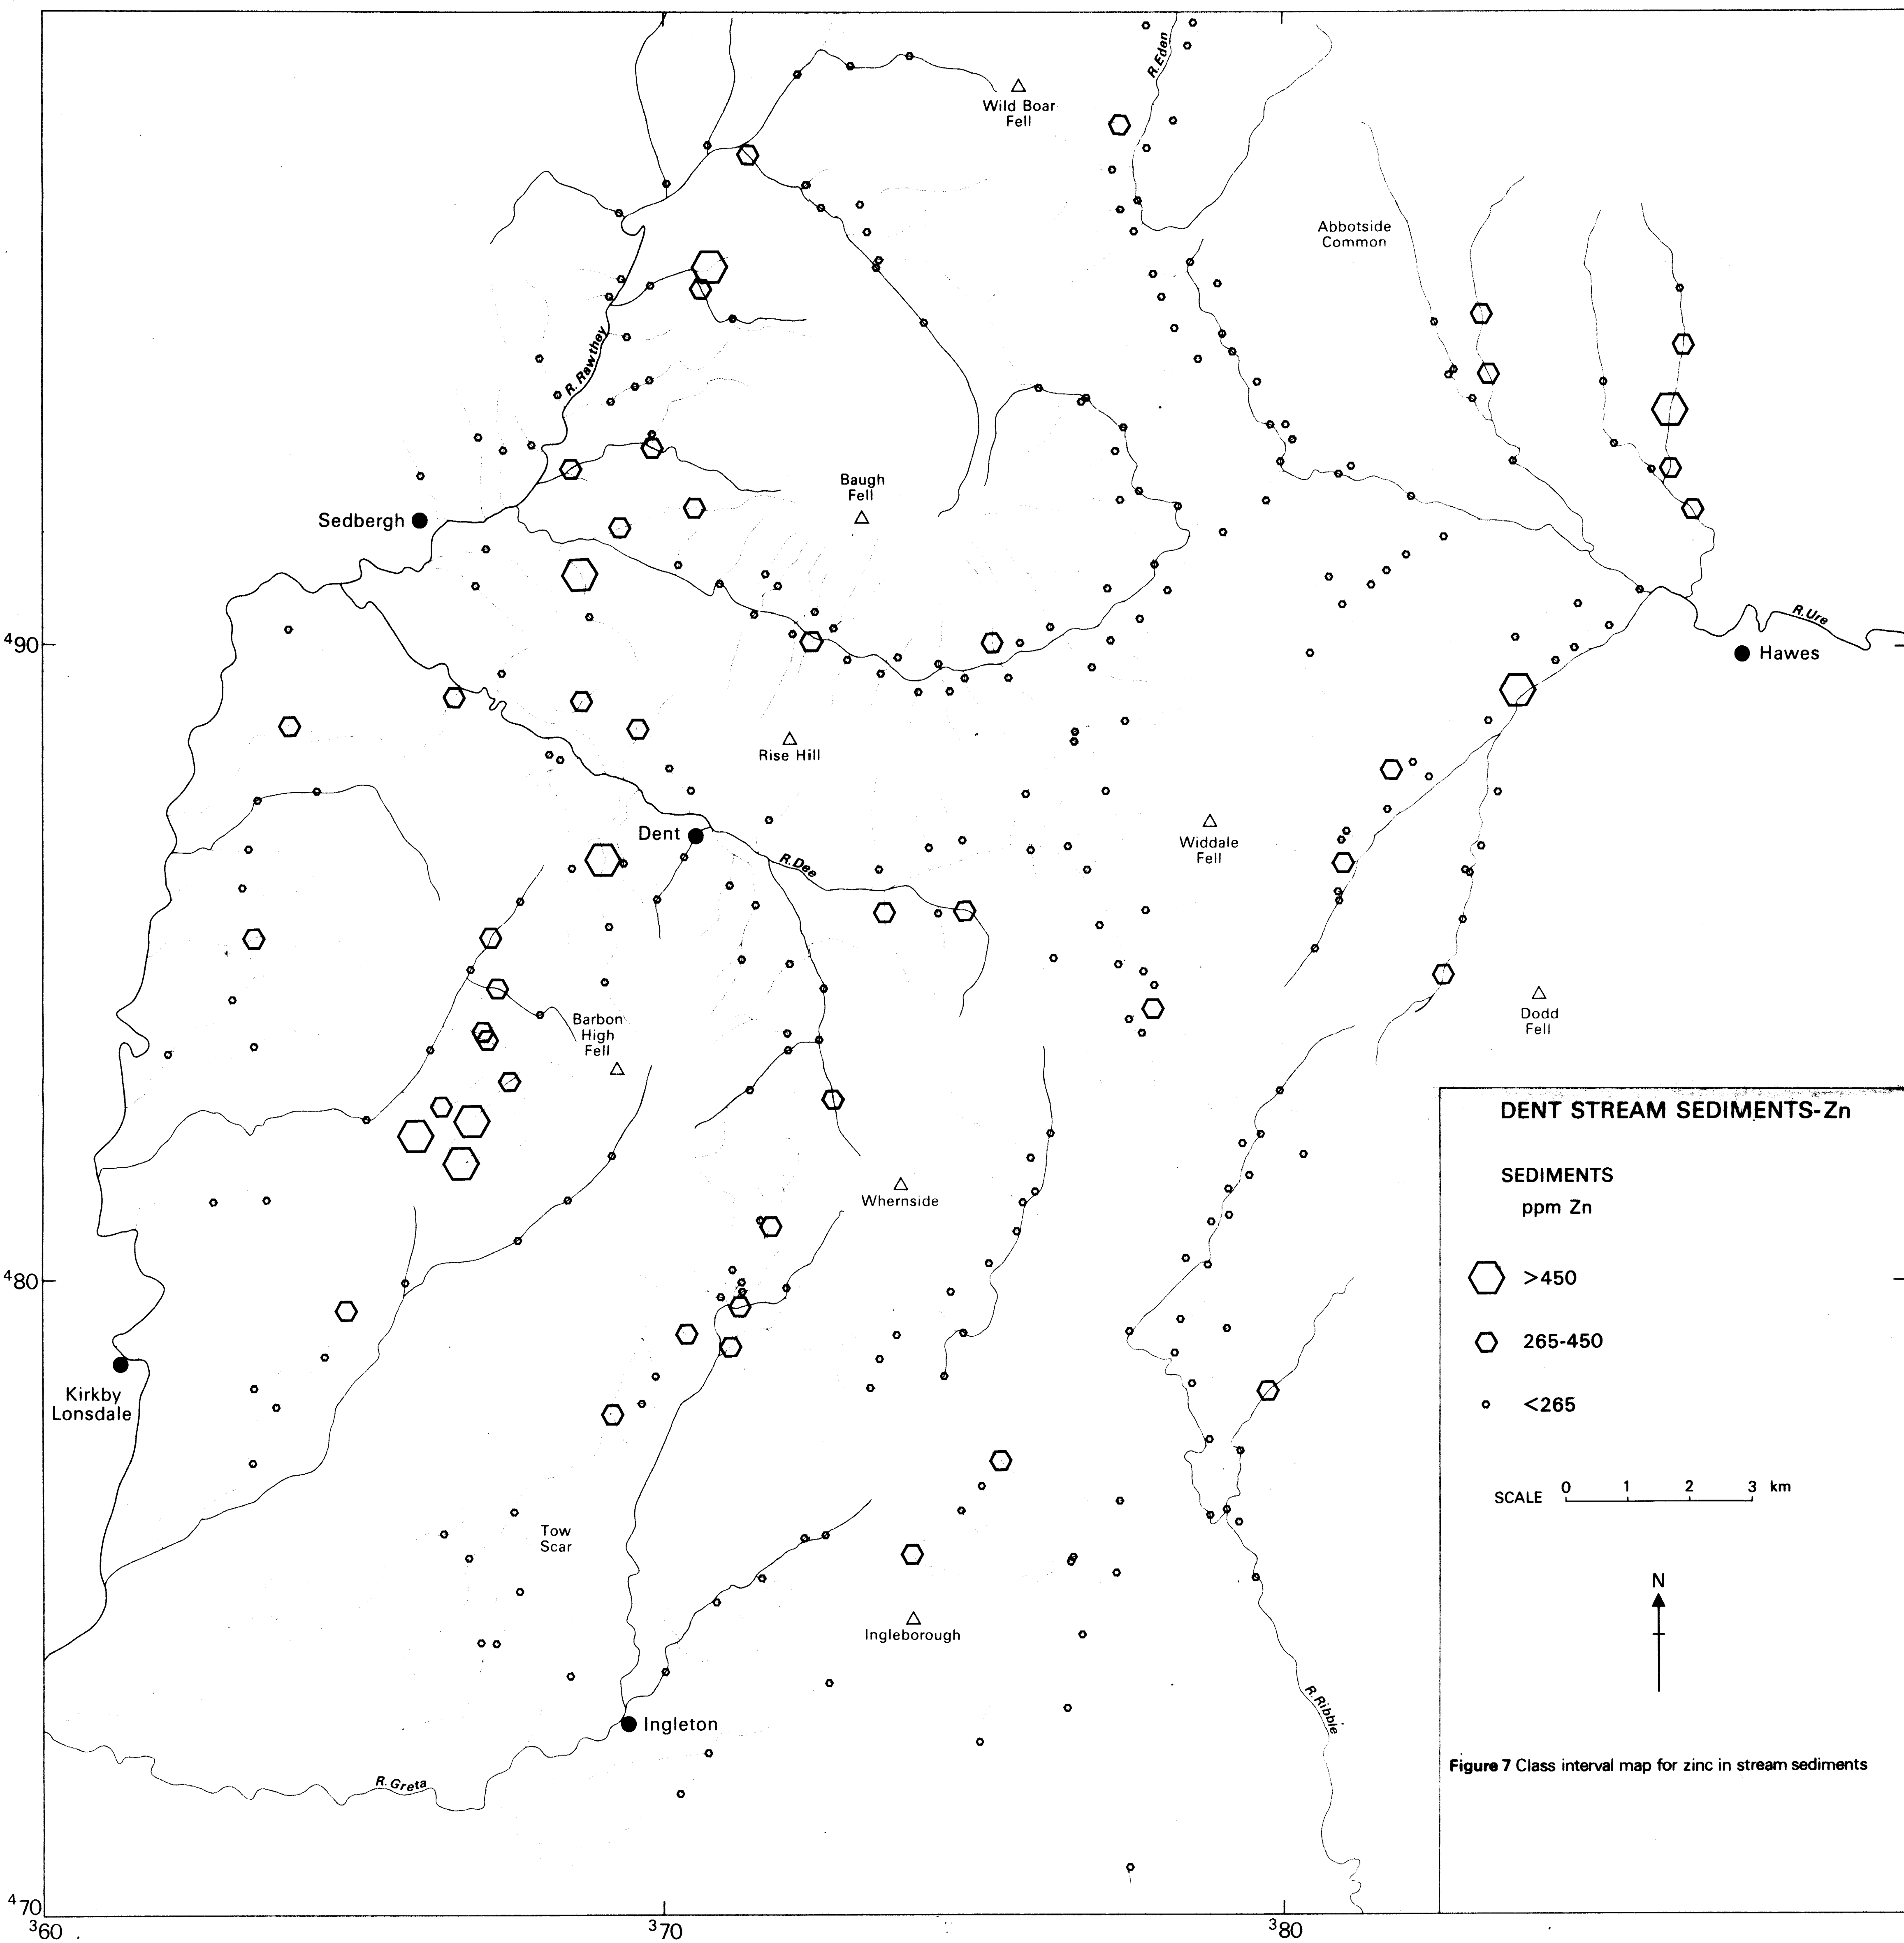 R. Eden
Wild Boar
Fell
Abbotside
Common
R. Rawthey
Baugh
Fell
Sedbergh
R. Ure
⁴90
Hawes
Rise Hill
Dent
R. Dee
Widdale
Fell
Dodd
Fell
Barbon
High
Fell
Whernside
⁴80
Kirkby
Lonsdale
Tow
Scar
Ingleborough
Ingleton
R. Greta
R. Ribble
⁴70
³60
³70
³80
DENT STREAM SEDIMENTS-Zn
SEDIMENTS
ppm Zn
>450
265-450
<265
SCALE 0 1 2 3 km
N
Figure 7 Class interval map for zinc in stream sediments